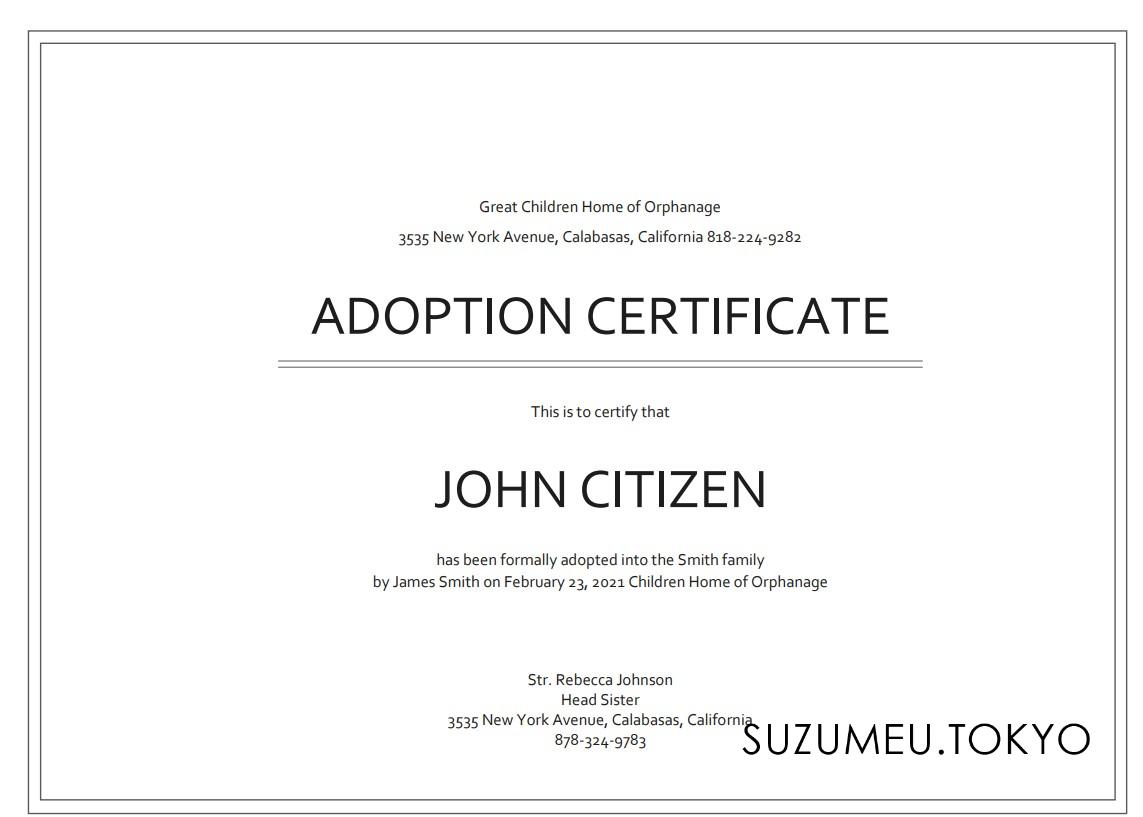 Great Children Home of Orphanage
3535 New York Avenue, Calabasas, California 818-224-9282
ADOPTION CERTIFICATE
This is to certify that
JOHN CITIZEN
has been formally adopted into the Smith family
by James Smith on February 23, 2021 Children Home of Orphanage
Str. Rebecca Johnson
Head Sister
3535 New York Avenue, Calabasas, California
878-324-9783
SUZUMEU.TOKYO